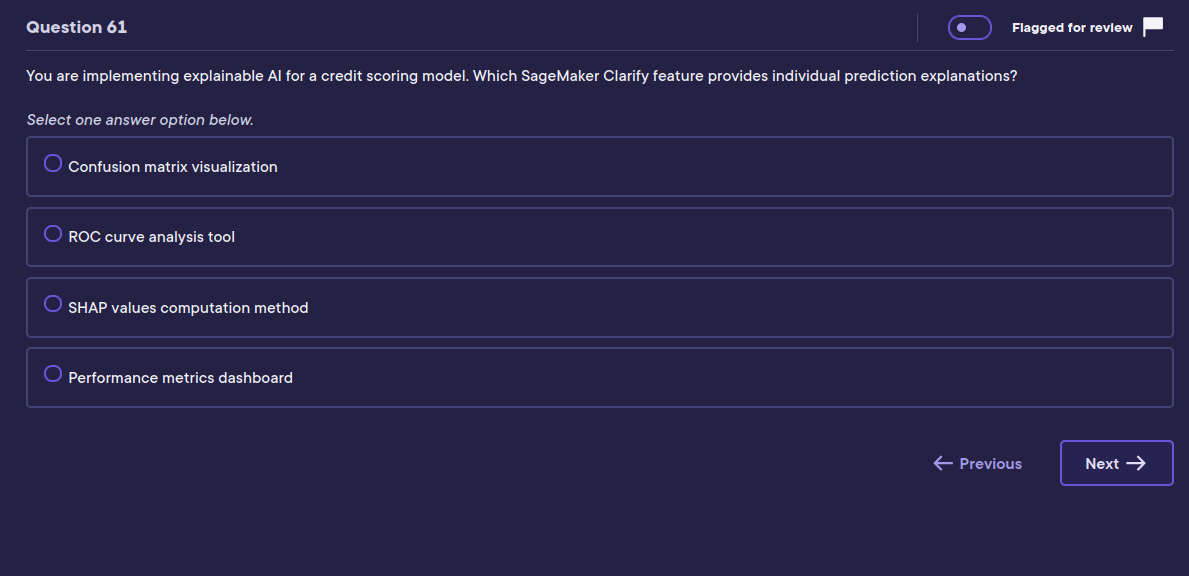 Question 61
Flagged for review
You are implementing explainable AI for a credit scoring model. Which SageMaker Clarify feature provides individual prediction explanations?
Select one answer option below.
Confusion matrix visualization
ROC curve analysis tool
SHAP values computation method
Performance metrics dashboard
Previous
Next